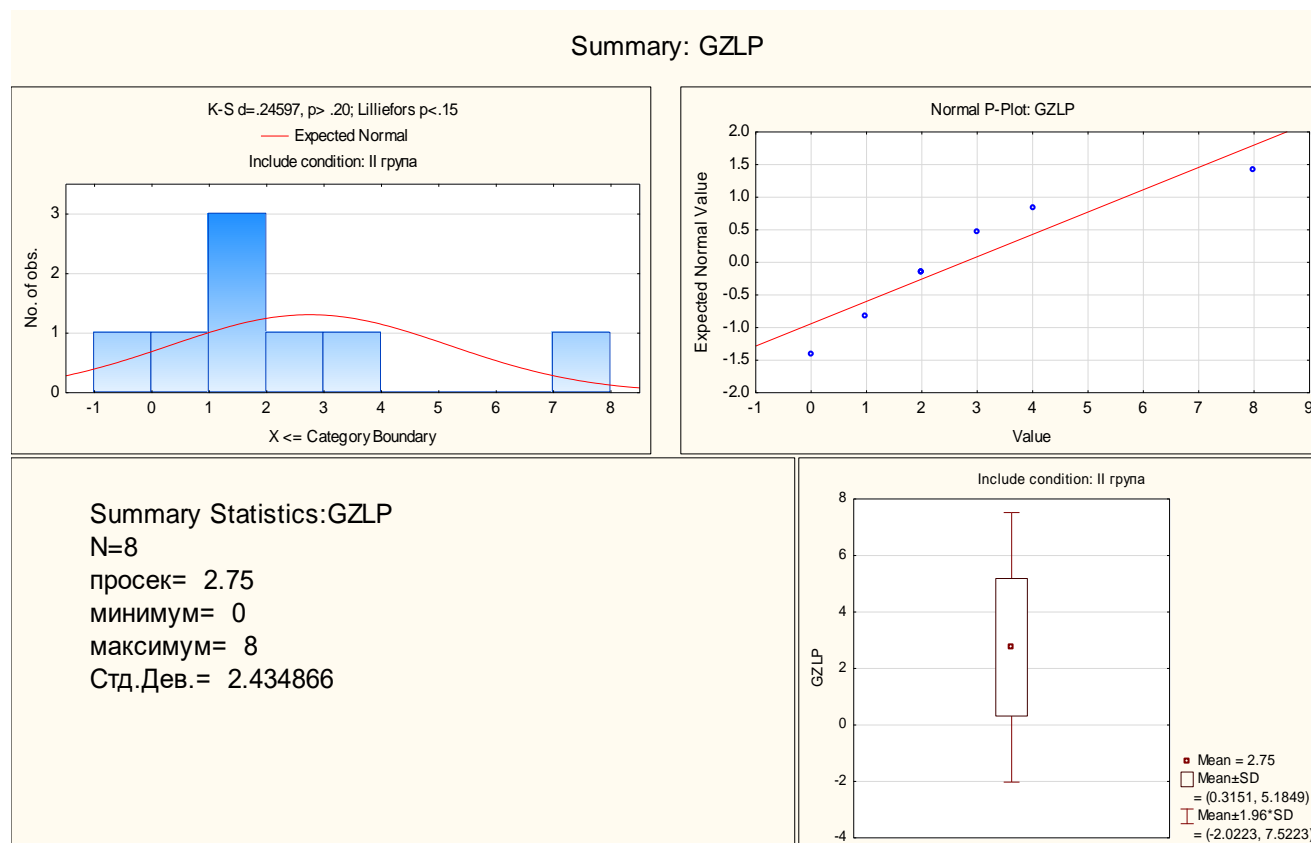 Summary: GZLP
K-S d=.24597, p> .20; Lilliefors p<.15
Expected Normal
Include condition: II група
No. of obs.
3
2
1
0
-1 0 1 2 3 4 5 6 7 8
X <= Category Boundary
Normal P-Plot: GZLP
Expected Normal Value
2.0
1.5
1.0
0.5
0.0
-0.5
-1.0
-1.5
-2.0
-1 0 1 2 3 4 5 6 7 8 9
Value
Summary Statistics:GZLP
N=8
просек= 2.75
минимум= 0
максимум= 8
Стд.Дев.= 2.434866
Include condition: II група
GZLP
8
6
4
2
0
-2
-4
Mean = 2.75
Mean±SD
= (0.3151, 5.1849)
Mean±1.96*SD
= (-2.0223, 7.5223)